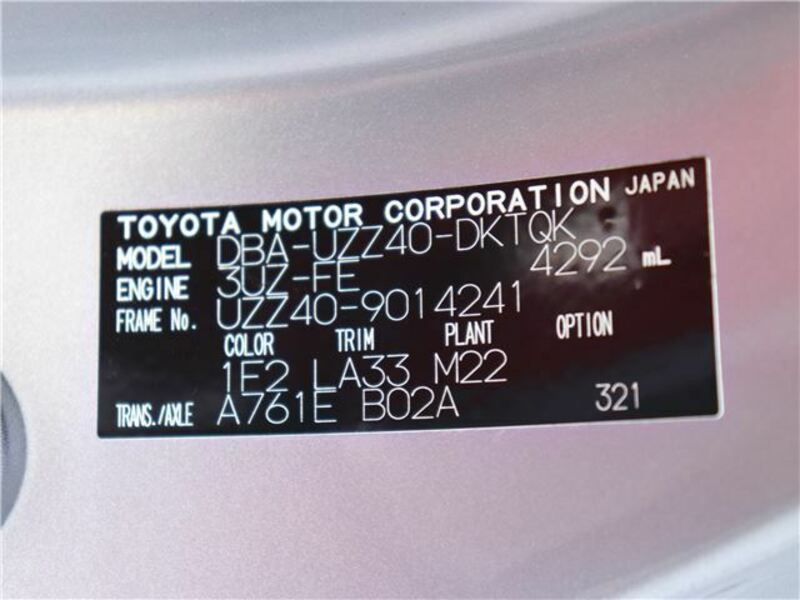 TOYOTA MOTOR CORPORATION JAPAN
MODEL DBA-UZZ40-DKTQK
ENGINE 3UZ-FE 4292 mL
FRAME No. UZZ40-9014241
COLOR TRIM PLANT OPTION
1F2 LA33 M22
TRANS./AXLE A761E B02A 321